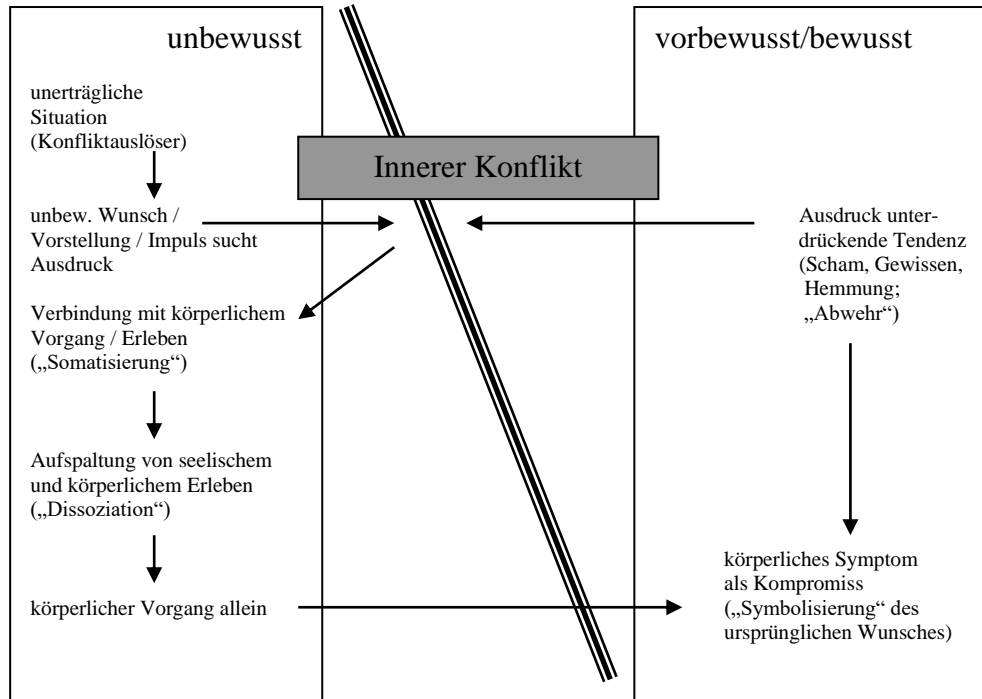 unbewusst
vorbewusst/bewusst
unerträgliche
Situation
(Konfliktauslöser)
Innerer Konflikt
unbew. Wunsch /
Vorstellung / Impuls sucht
Ausdruck
Ausdruck unter-
drückende Tendenz
(Scham, Gewissen,
Hemmung;
„Abwehr“)
Verbindung mit körperlichem
Vorgang / Erleben
(„Somatisierung“)
Aufspaltung von seelischem
und körperlichem Erleben
(„Dissoziation“)
körperlicher Vorgang allein
körperliches Symptom
als Kompromiss
(„Symbolisierung“ des
ursprünglichen Wunsches)